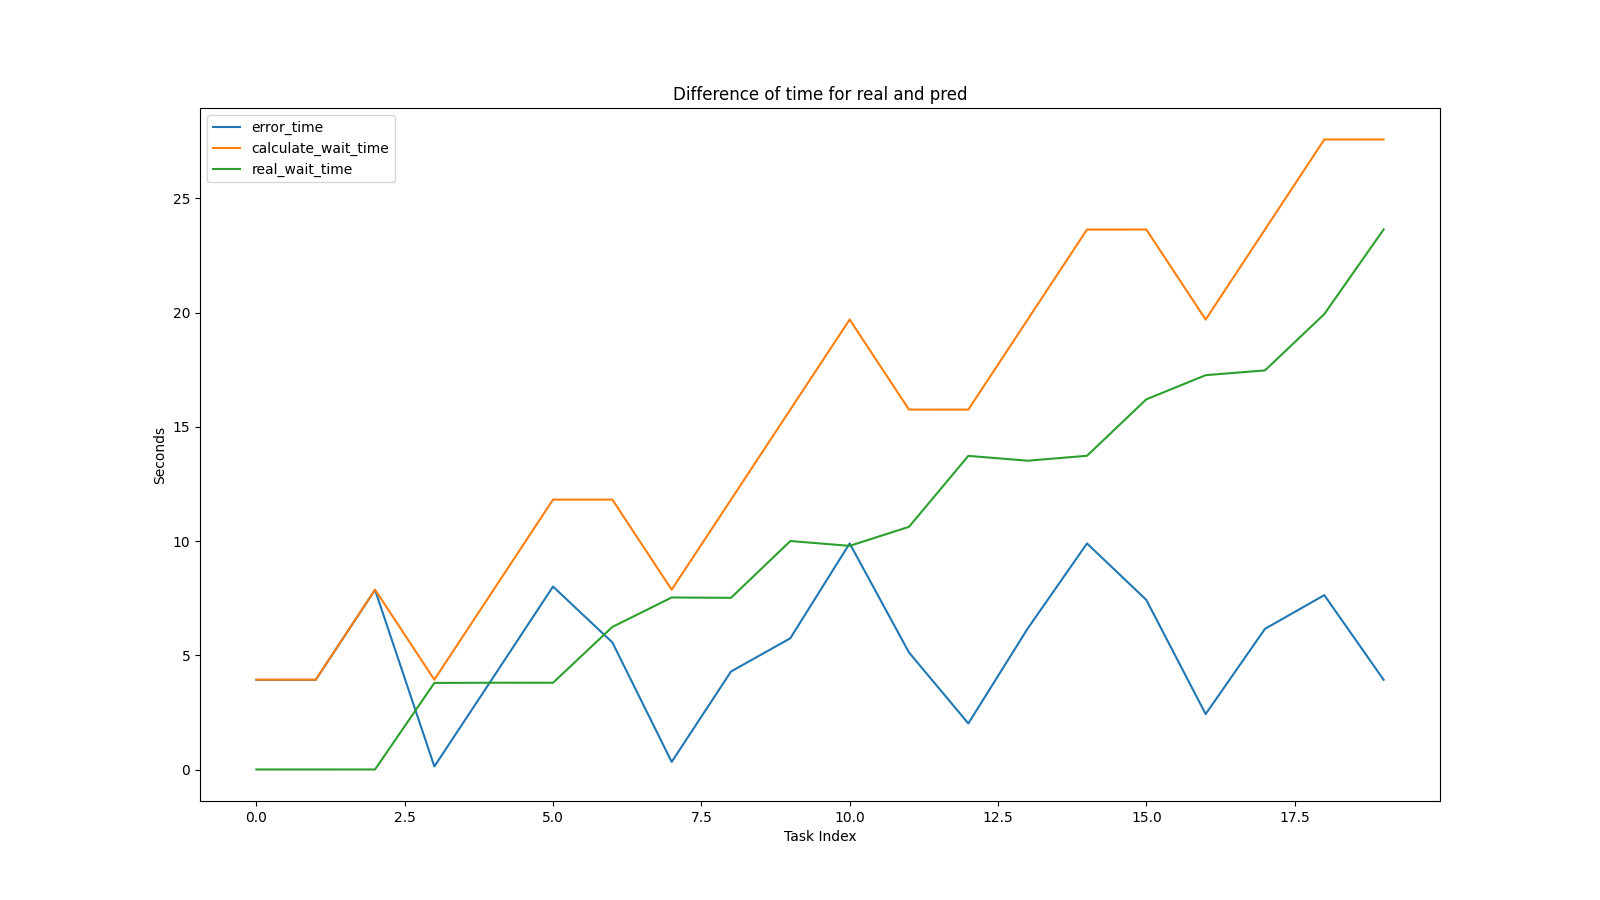 Difference of time for real and pred
error_time
calculate_wait_time
real_wait_time
25
20
15
10
5
0
Seconds
0.0 2.5 5.0 7.5 10.0 12.5 15.0 17.5
Task Index